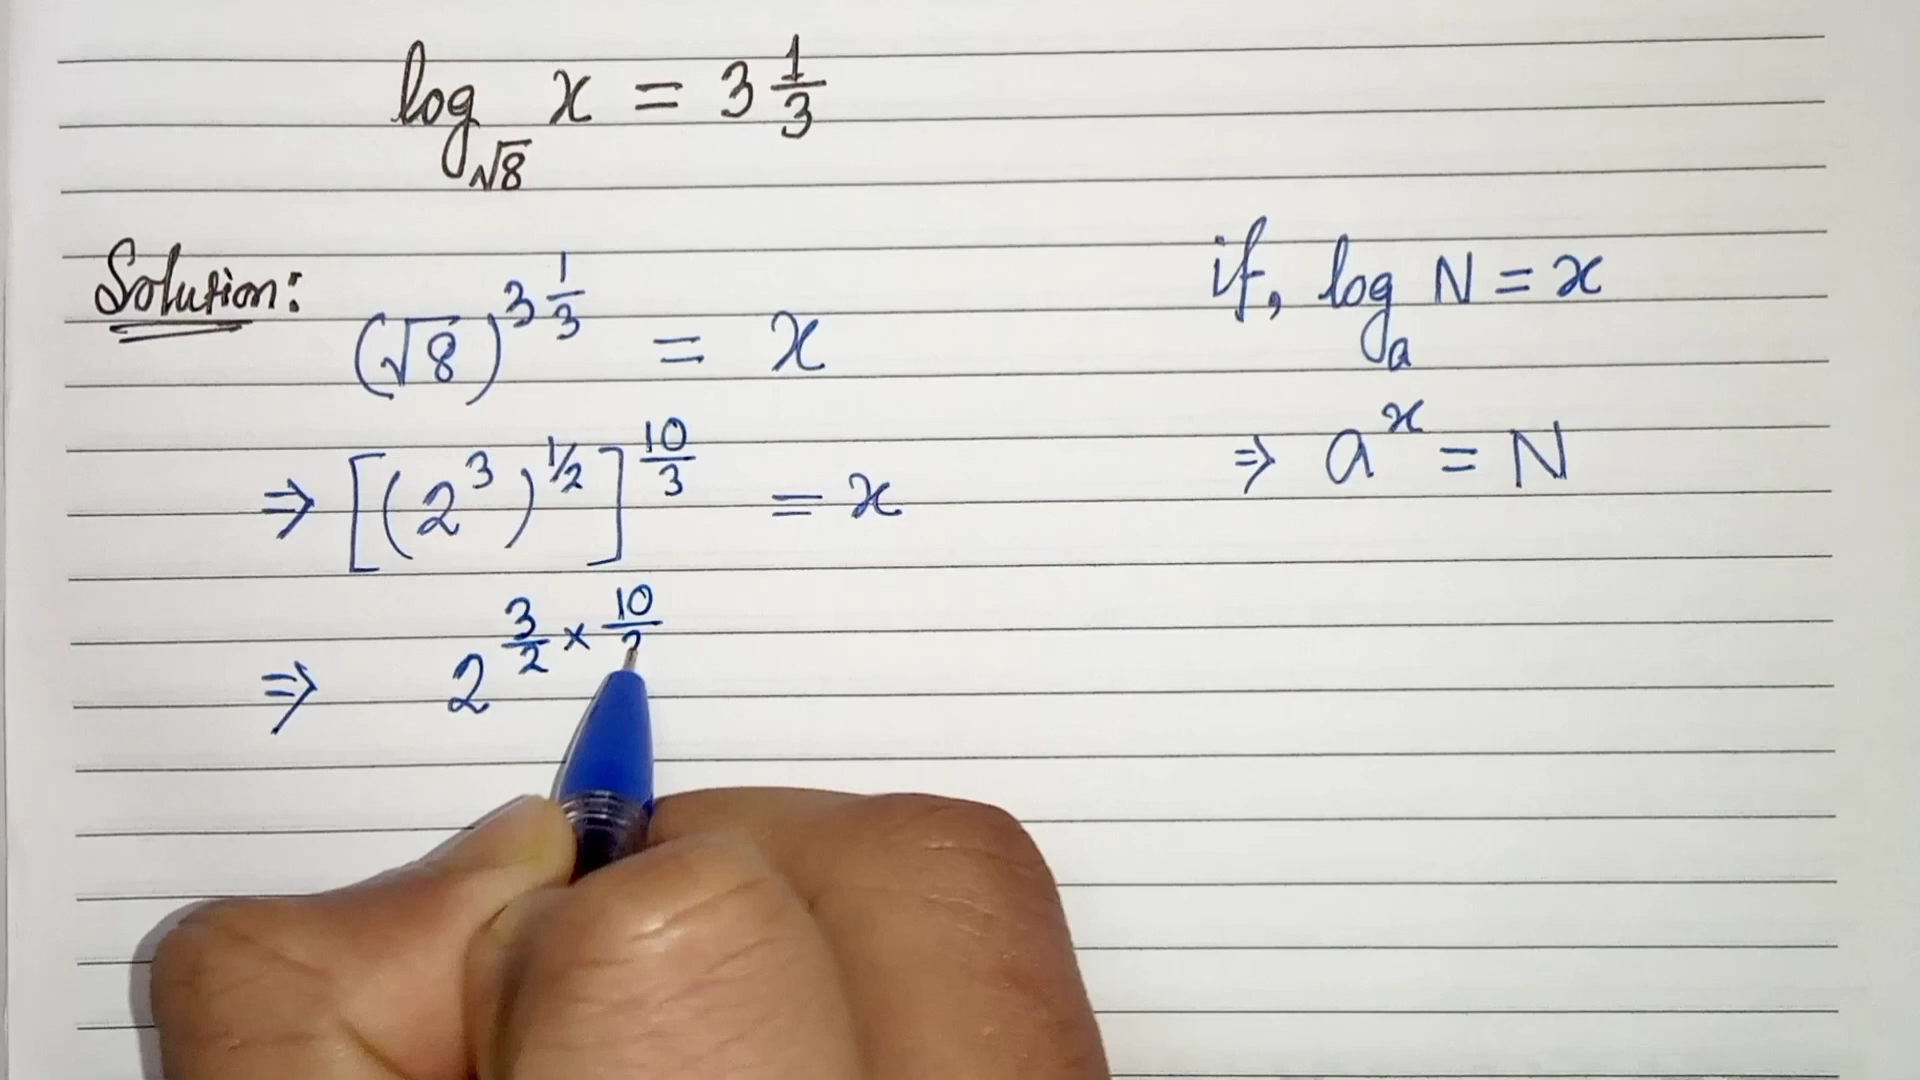 log_√8 x = 3 1/3
Solution:
(√8)^(3 1/3) = x
⇒ [(2^3)^(1/2)]^(10/3) = x
⇒ 2^(3/2 × 10/3)
if, log_a N = x
⇒ a^x = N